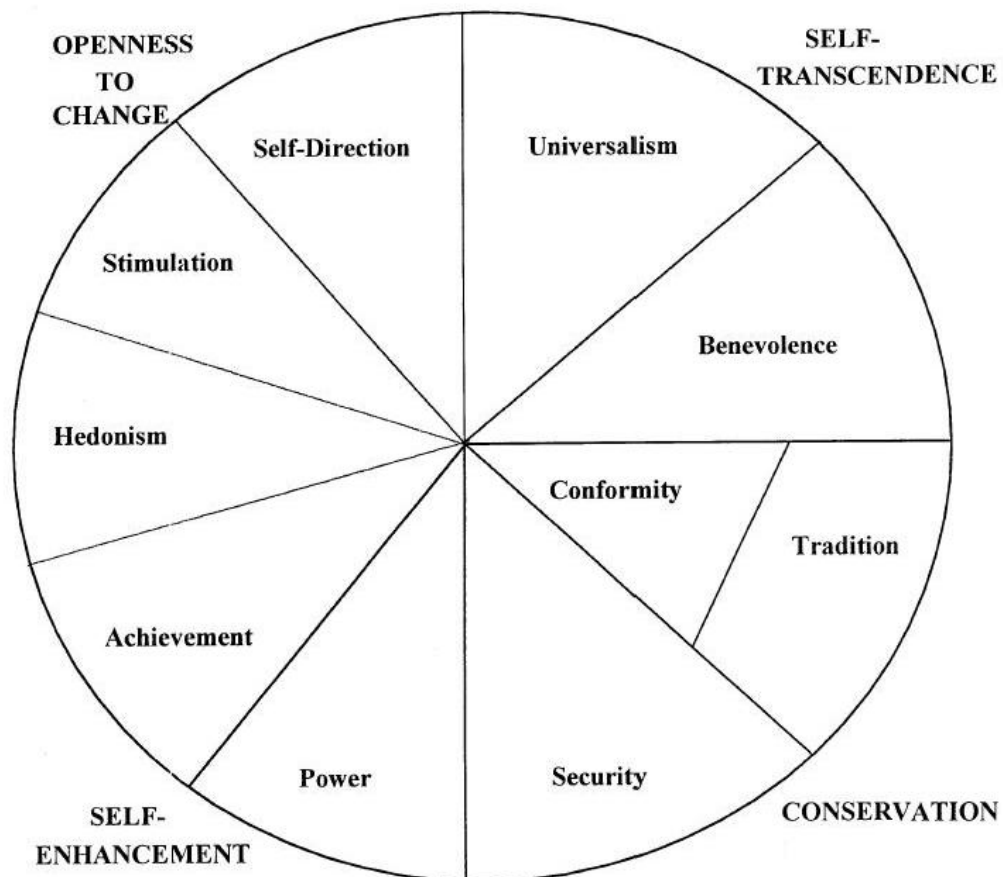 OPENNESS
TO
CHANGE
SELF-
TRANSCENDENCE
Self-Direction
Universalism
Stimulation
Benevolence
Hedonism
Conformity
Tradition
Achievement
Power
Security
SELF-
ENHANCEMENT
CONSERVATION